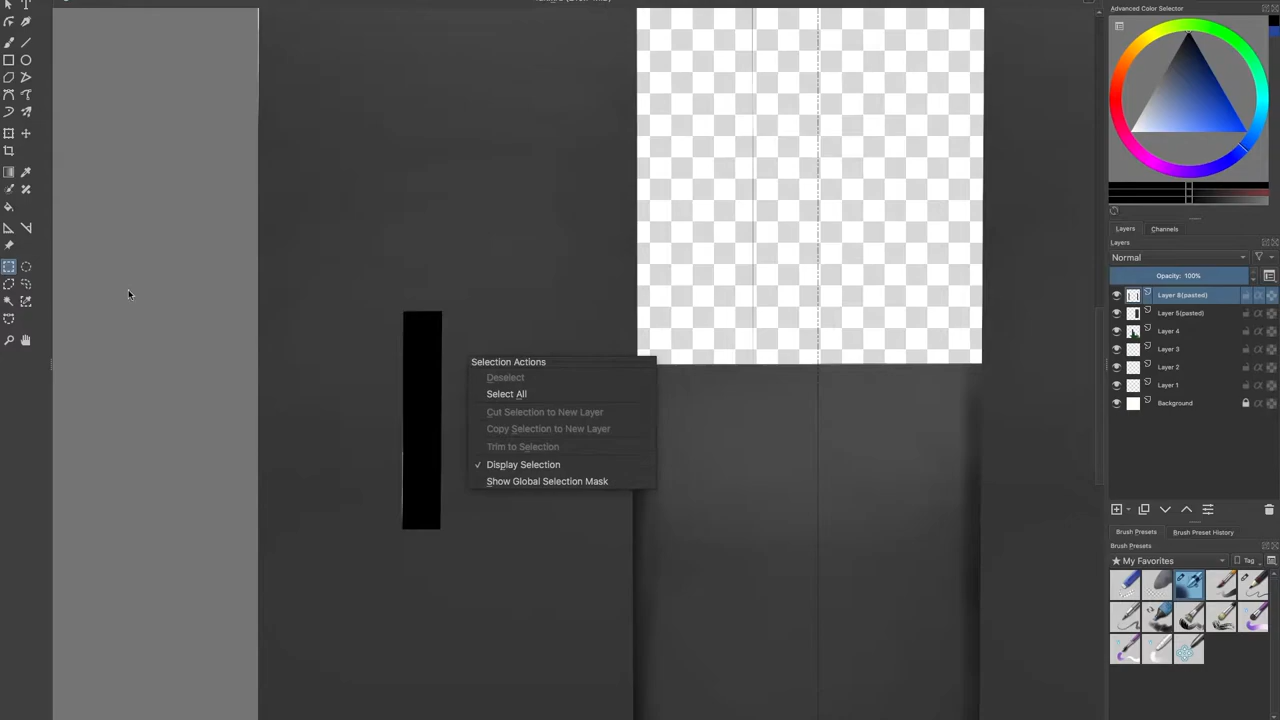 Advanced Color Selector
Layers
Channels
Layers
Normal
Opacity: 100%
Layer 8(pasted)
Layer 5(pasted)
Layer 4
Layer 3
Layer 2
Layer 1
Background
Selection Actions
Deselect
Select All
Cut Selection to New Layer
Copy Selection to New Layer
Trim to Selection
✓ Display Selection
Show Global Selection Mask
Brush Presets
Brush Preset History
Brush Presets
★ My Favorites
Tag